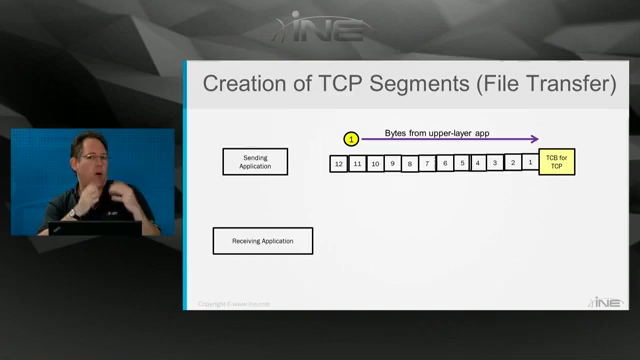 iNE
Creation of TCP Segments (File Transfer)
1
Bytes from upper-layer app
Sending
Application
12 11 10 9 8 7 6 5 4 3 2 1
TCB for
TCP
Receiving Application
Copyright © www.ine.com
iNE